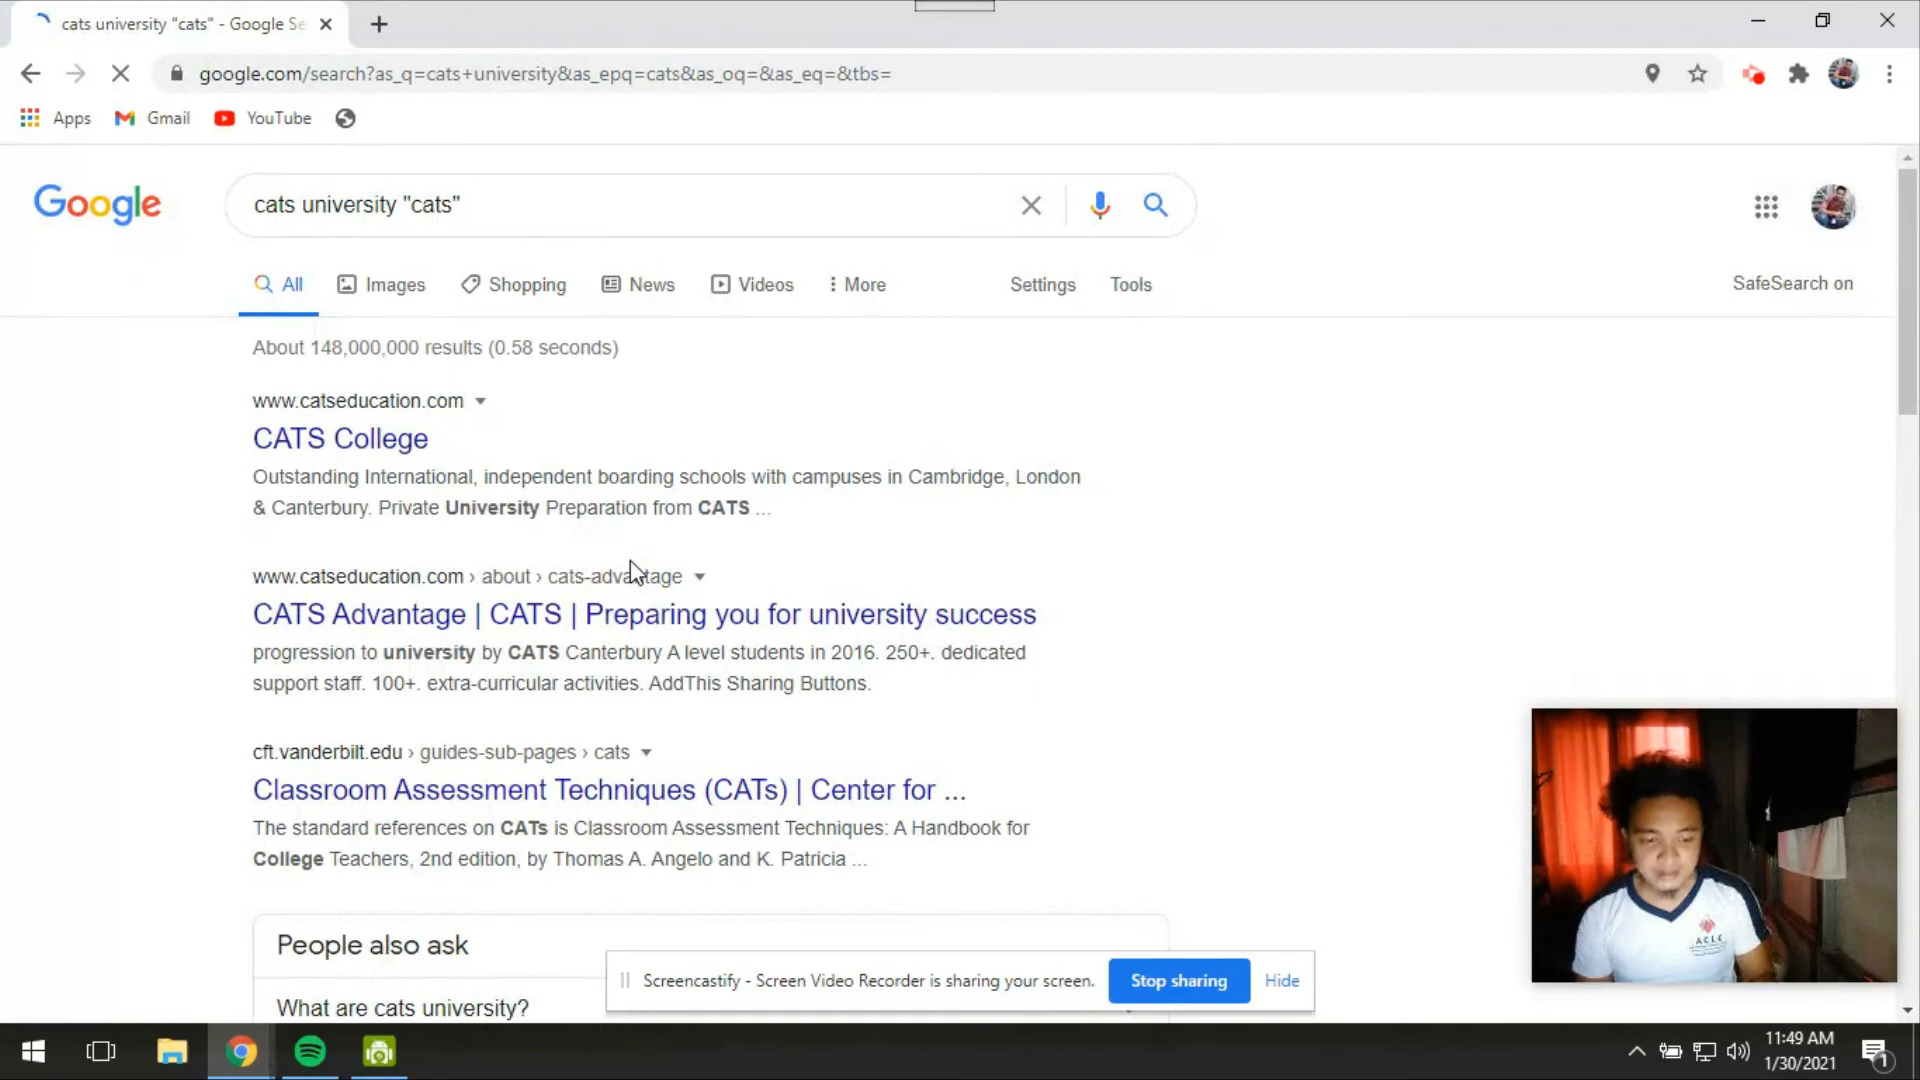 cats university "cats" - Google Se
google.com/search?as_q=cats+university&as_epq=cats&as_oq=&as_eq=&tbs=
Apps Gmail YouTube
Google
cats university "cats"
All Images Shopping News Videos More Settings Tools SafeSearch on
About 148,000,000 results (0.58 seconds)
www.catseducation.com
CATS College
Outstanding International, independent boarding schools with campuses in Cambridge, London
& Canterbury. Private University Preparation from CATS ...
www.catseducation.com › about › cats-advantage
CATS Advantage | CATS | Preparing you for university success
progression to university by CATS Canterbury A level students in 2016. 250+. dedicated
support staff. 100+. extra-curricular activities. AddThis Sharing Buttons.
cft.vanderbilt.edu › guides-sub-pages › cats
Classroom Assessment Techniques (CATs) | Center for ...
The standard references on CATs is Classroom Assessment Techniques: A Handbook for
College Teachers, 2nd edition, by Thomas A. Angelo and K. Patricia ...
People also ask
What are cats university?
Screencastify - Screen Video Recorder is sharing your screen. Stop sharing Hide
ACLC
11:49 AM
1/30/2021
1